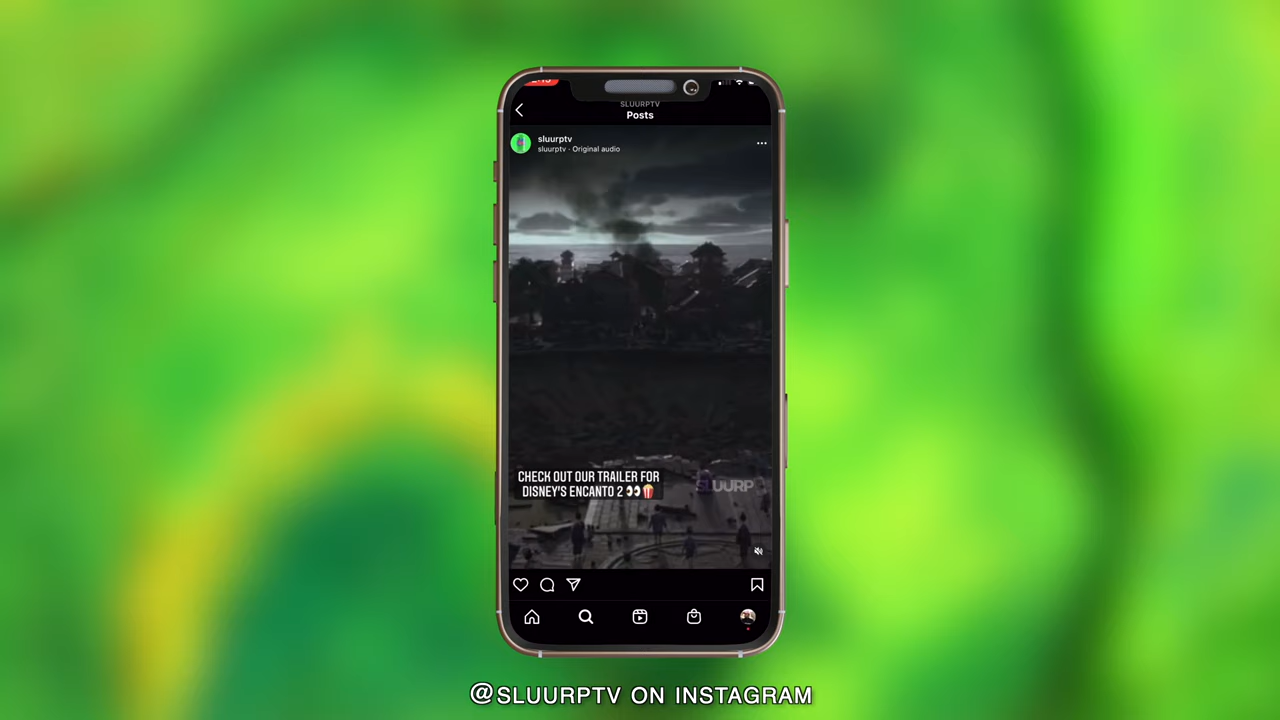 SLUURPTV
Posts
sluurptv
sluurptv · Original audio
CHECK OUT OUR TRAILER FOR
DISNEY'S ENCANTO 2 👀🍿
SLUURP
@SLUURPTV ON INSTAGRAM